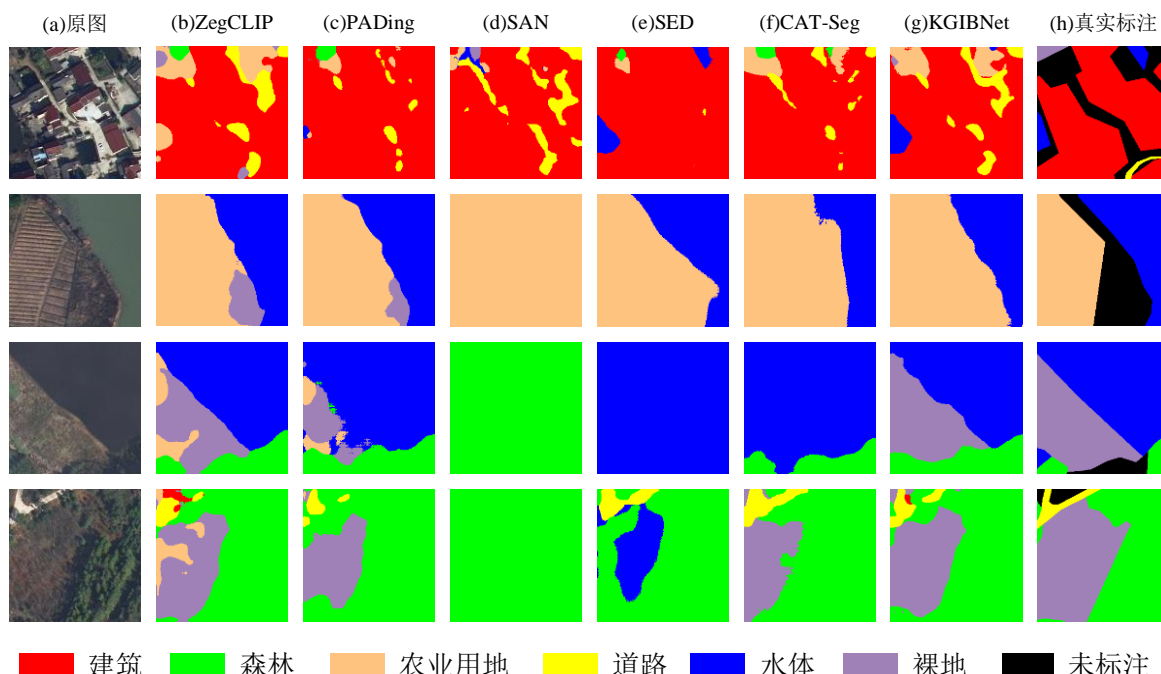 (a)原图 (b)ZegCLIP (c)PADing (d)SAN (e)SED (f)CAT-Seg (g)KGIBNet (h)真实标注
建筑 森林 农业用地 道路 水体 裸地 未标注